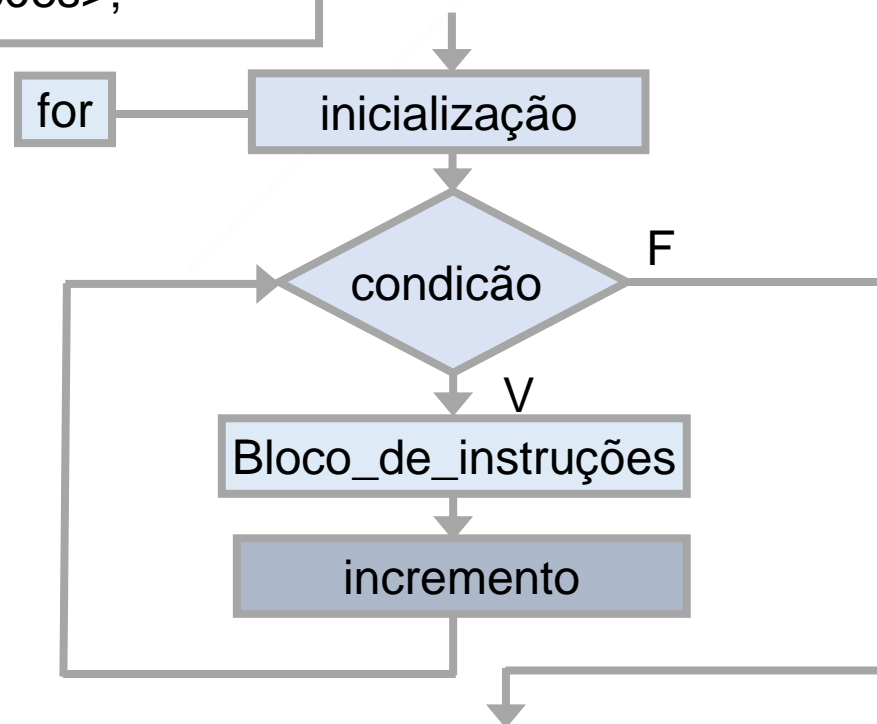 for
inicialização
condicão
F
V
Bloco_de_instruções
incremento